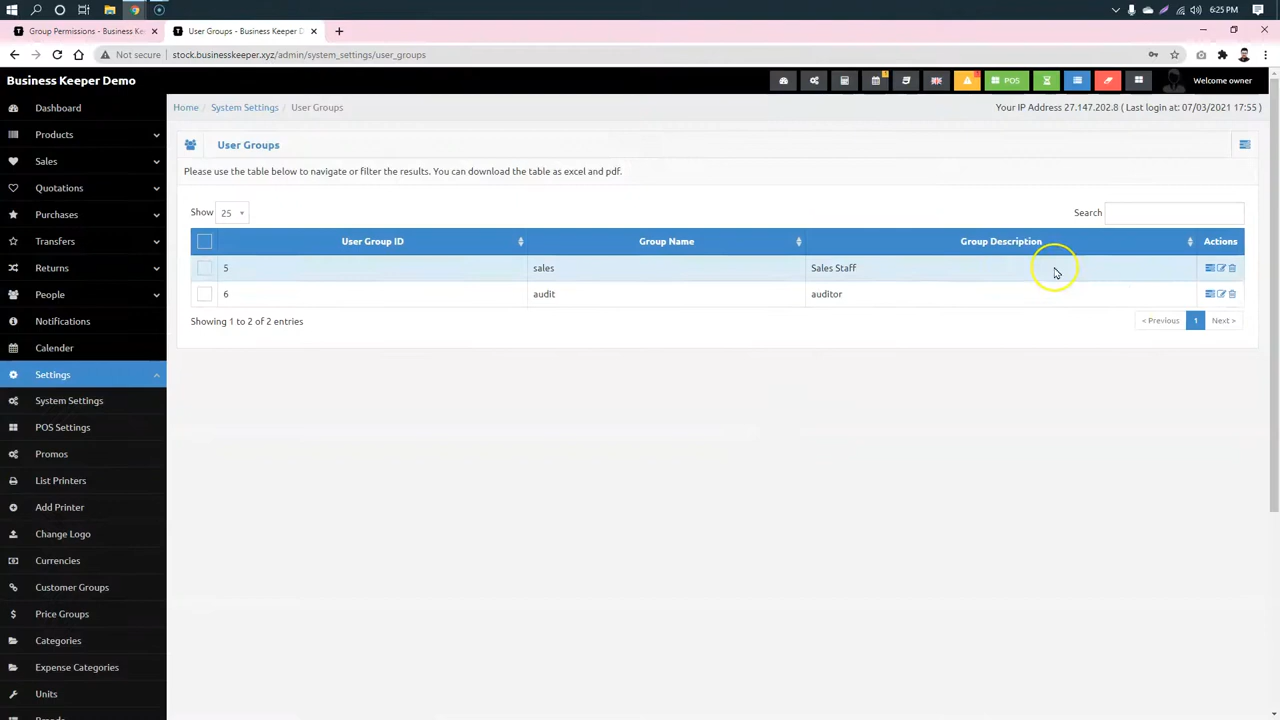 6:25 PM
Group Permissions - Business Ke
User Groups - Business Keeper D
Not secure
stock.businesskeeper.xyz/admin/system_settings/user_groups
Business Keeper Demo
1
POS
Welcome owner
Dashboard
Products
Sales
Quotations
Purchases
Transfers
Returns
People
Notifications
Calender
Settings
System Settings
POS Settings
Promos
List Printers
Add Printer
Change Logo
Currencies
Customer Groups
Price Groups
Categories
Expense Categories
Units
Home / System Settings / User Groups
Your IP Address 27.147.202.8 ( Last login at: 07/03/2021 17:55 )
User Groups
Please use the table below to navigate or filter the results. You can download the table as excel and pdf.
Show 25
Search
User Group ID Group Name Group Description Actions
5 sales Sales Staff
6 audit auditor
Showing 1 to 2 of 2 entries
< Previous 1 Next >